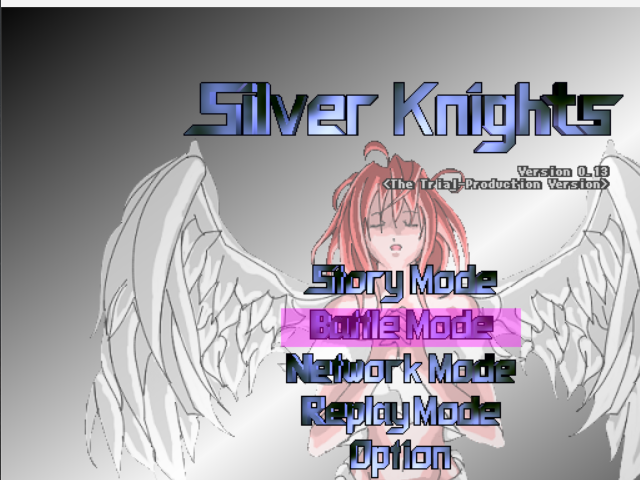 Silver Knights
Version 0.13
<The Trial-Production Version>
Story Mode
Battle Mode
Network Mode
Replay Mode
Option